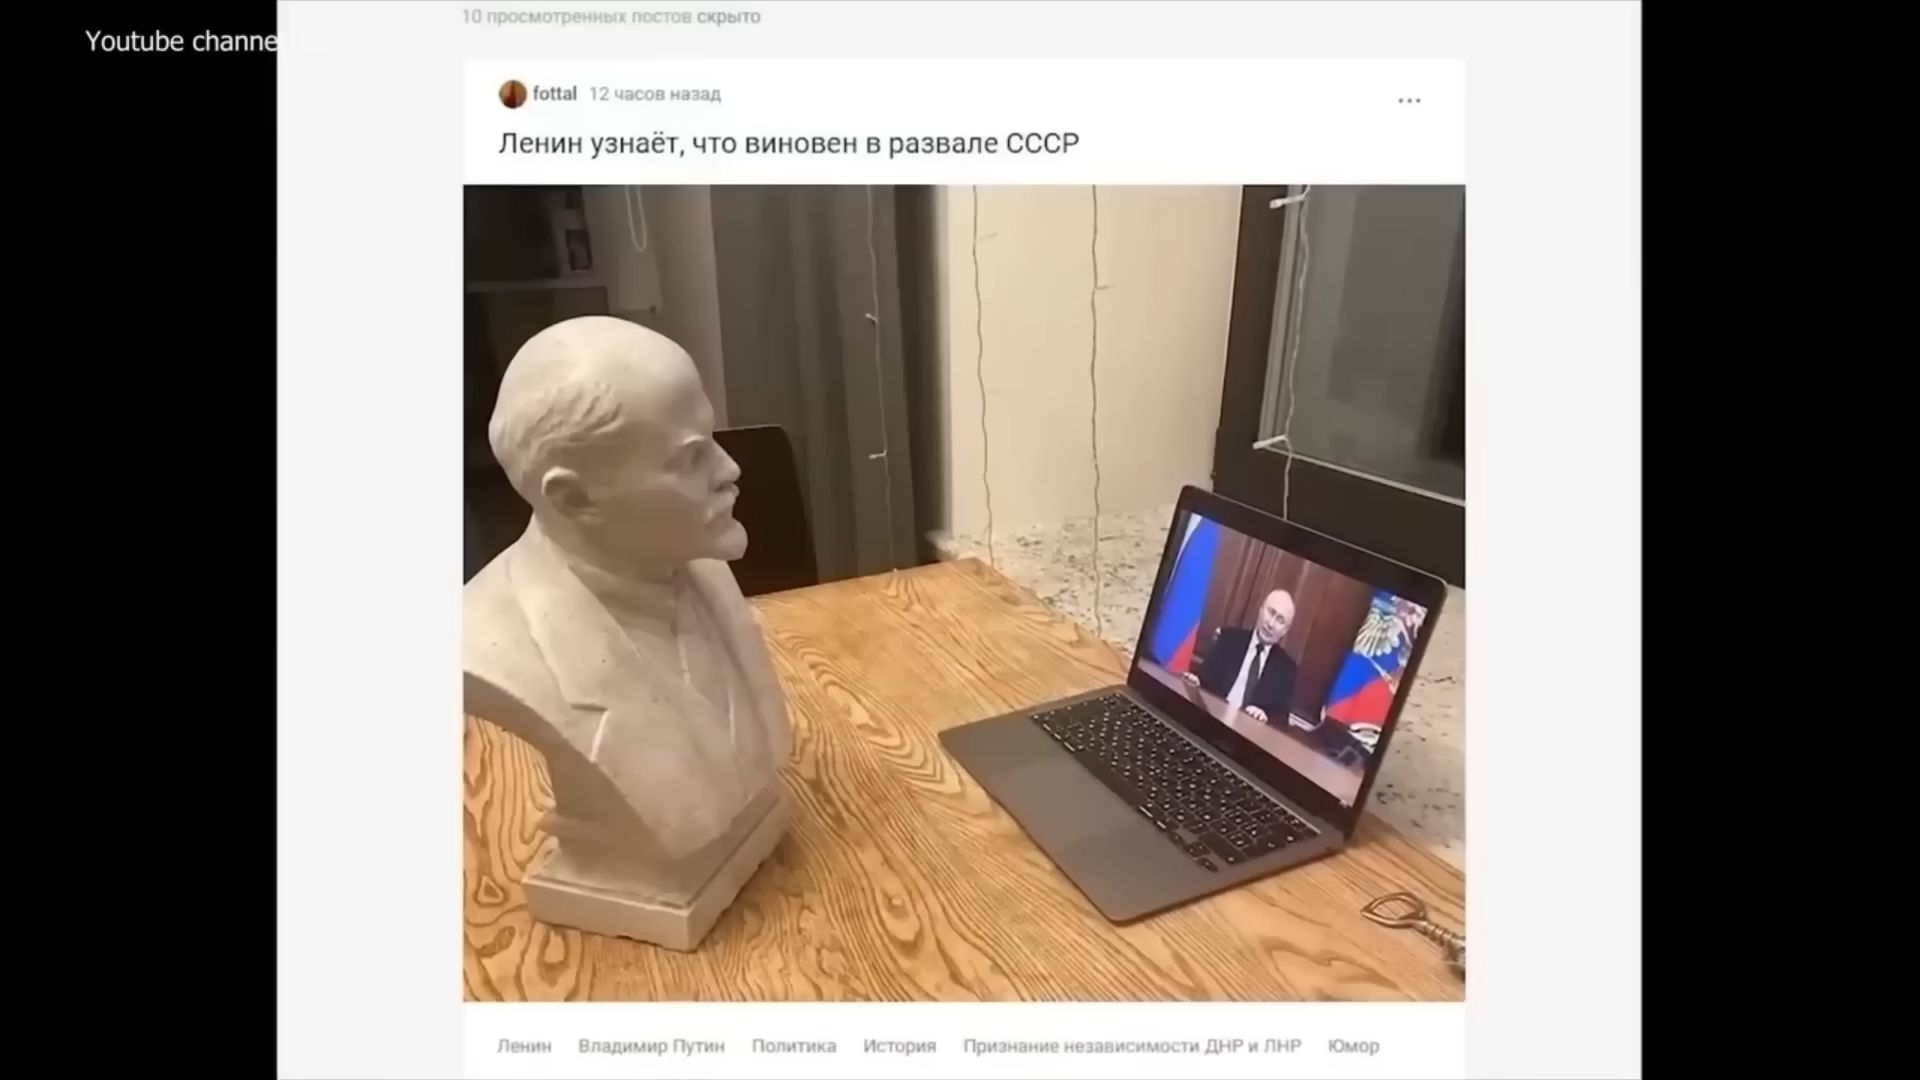 10 просмотренных постов скрыто
Youtube channe
fottal 12 часов назад
Ленин узнаёт, что виновен в развале СССР
Ленин Владимир Путин Политика История Признание независимости ДНР и ЛНР Юмор